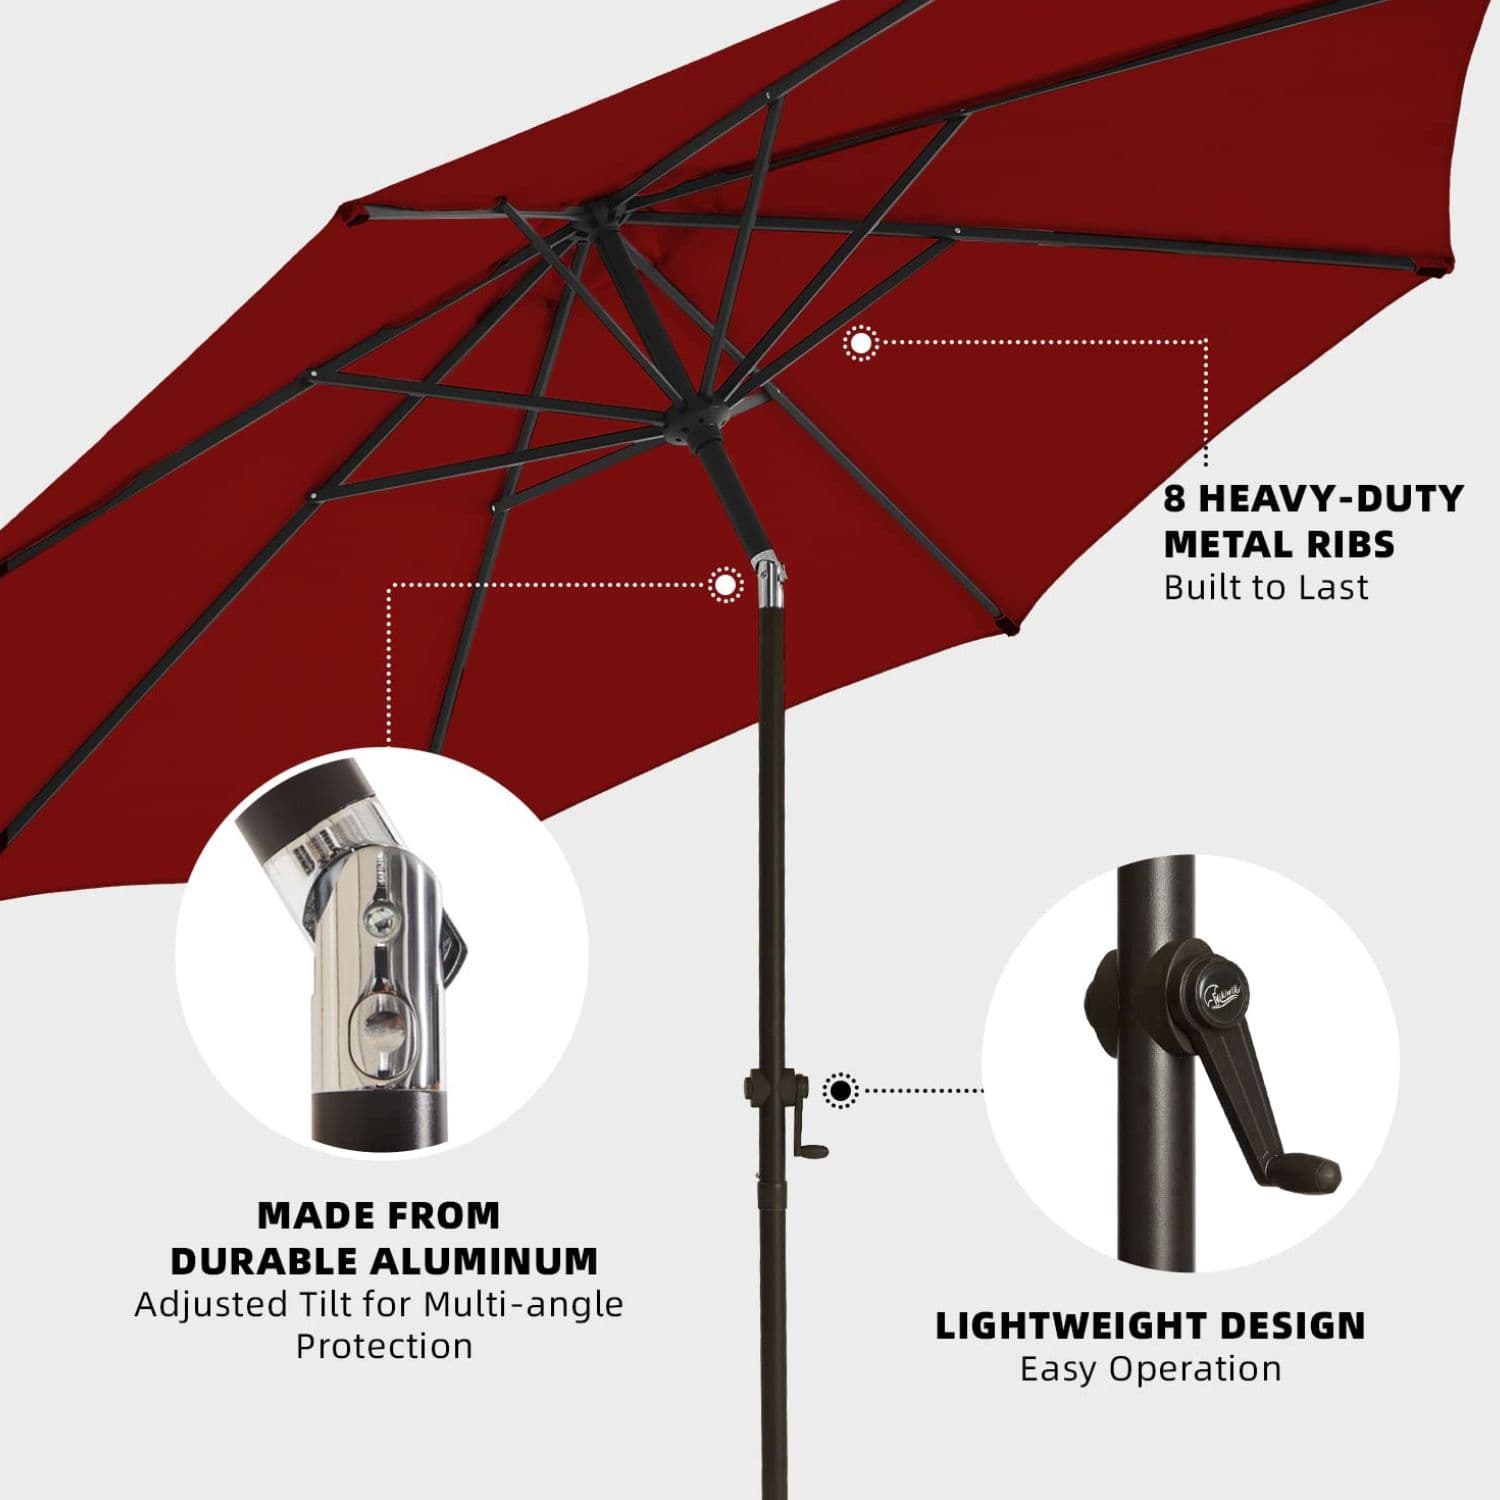 8 HEAVY-DUTY
METAL RIBS
Built to Last
MADE FROM
DURABLE ALUMINUM
Adjusted Tilt for Multi-angle
Protection
LIGHTWEIGHT DESIGN
Easy Operation